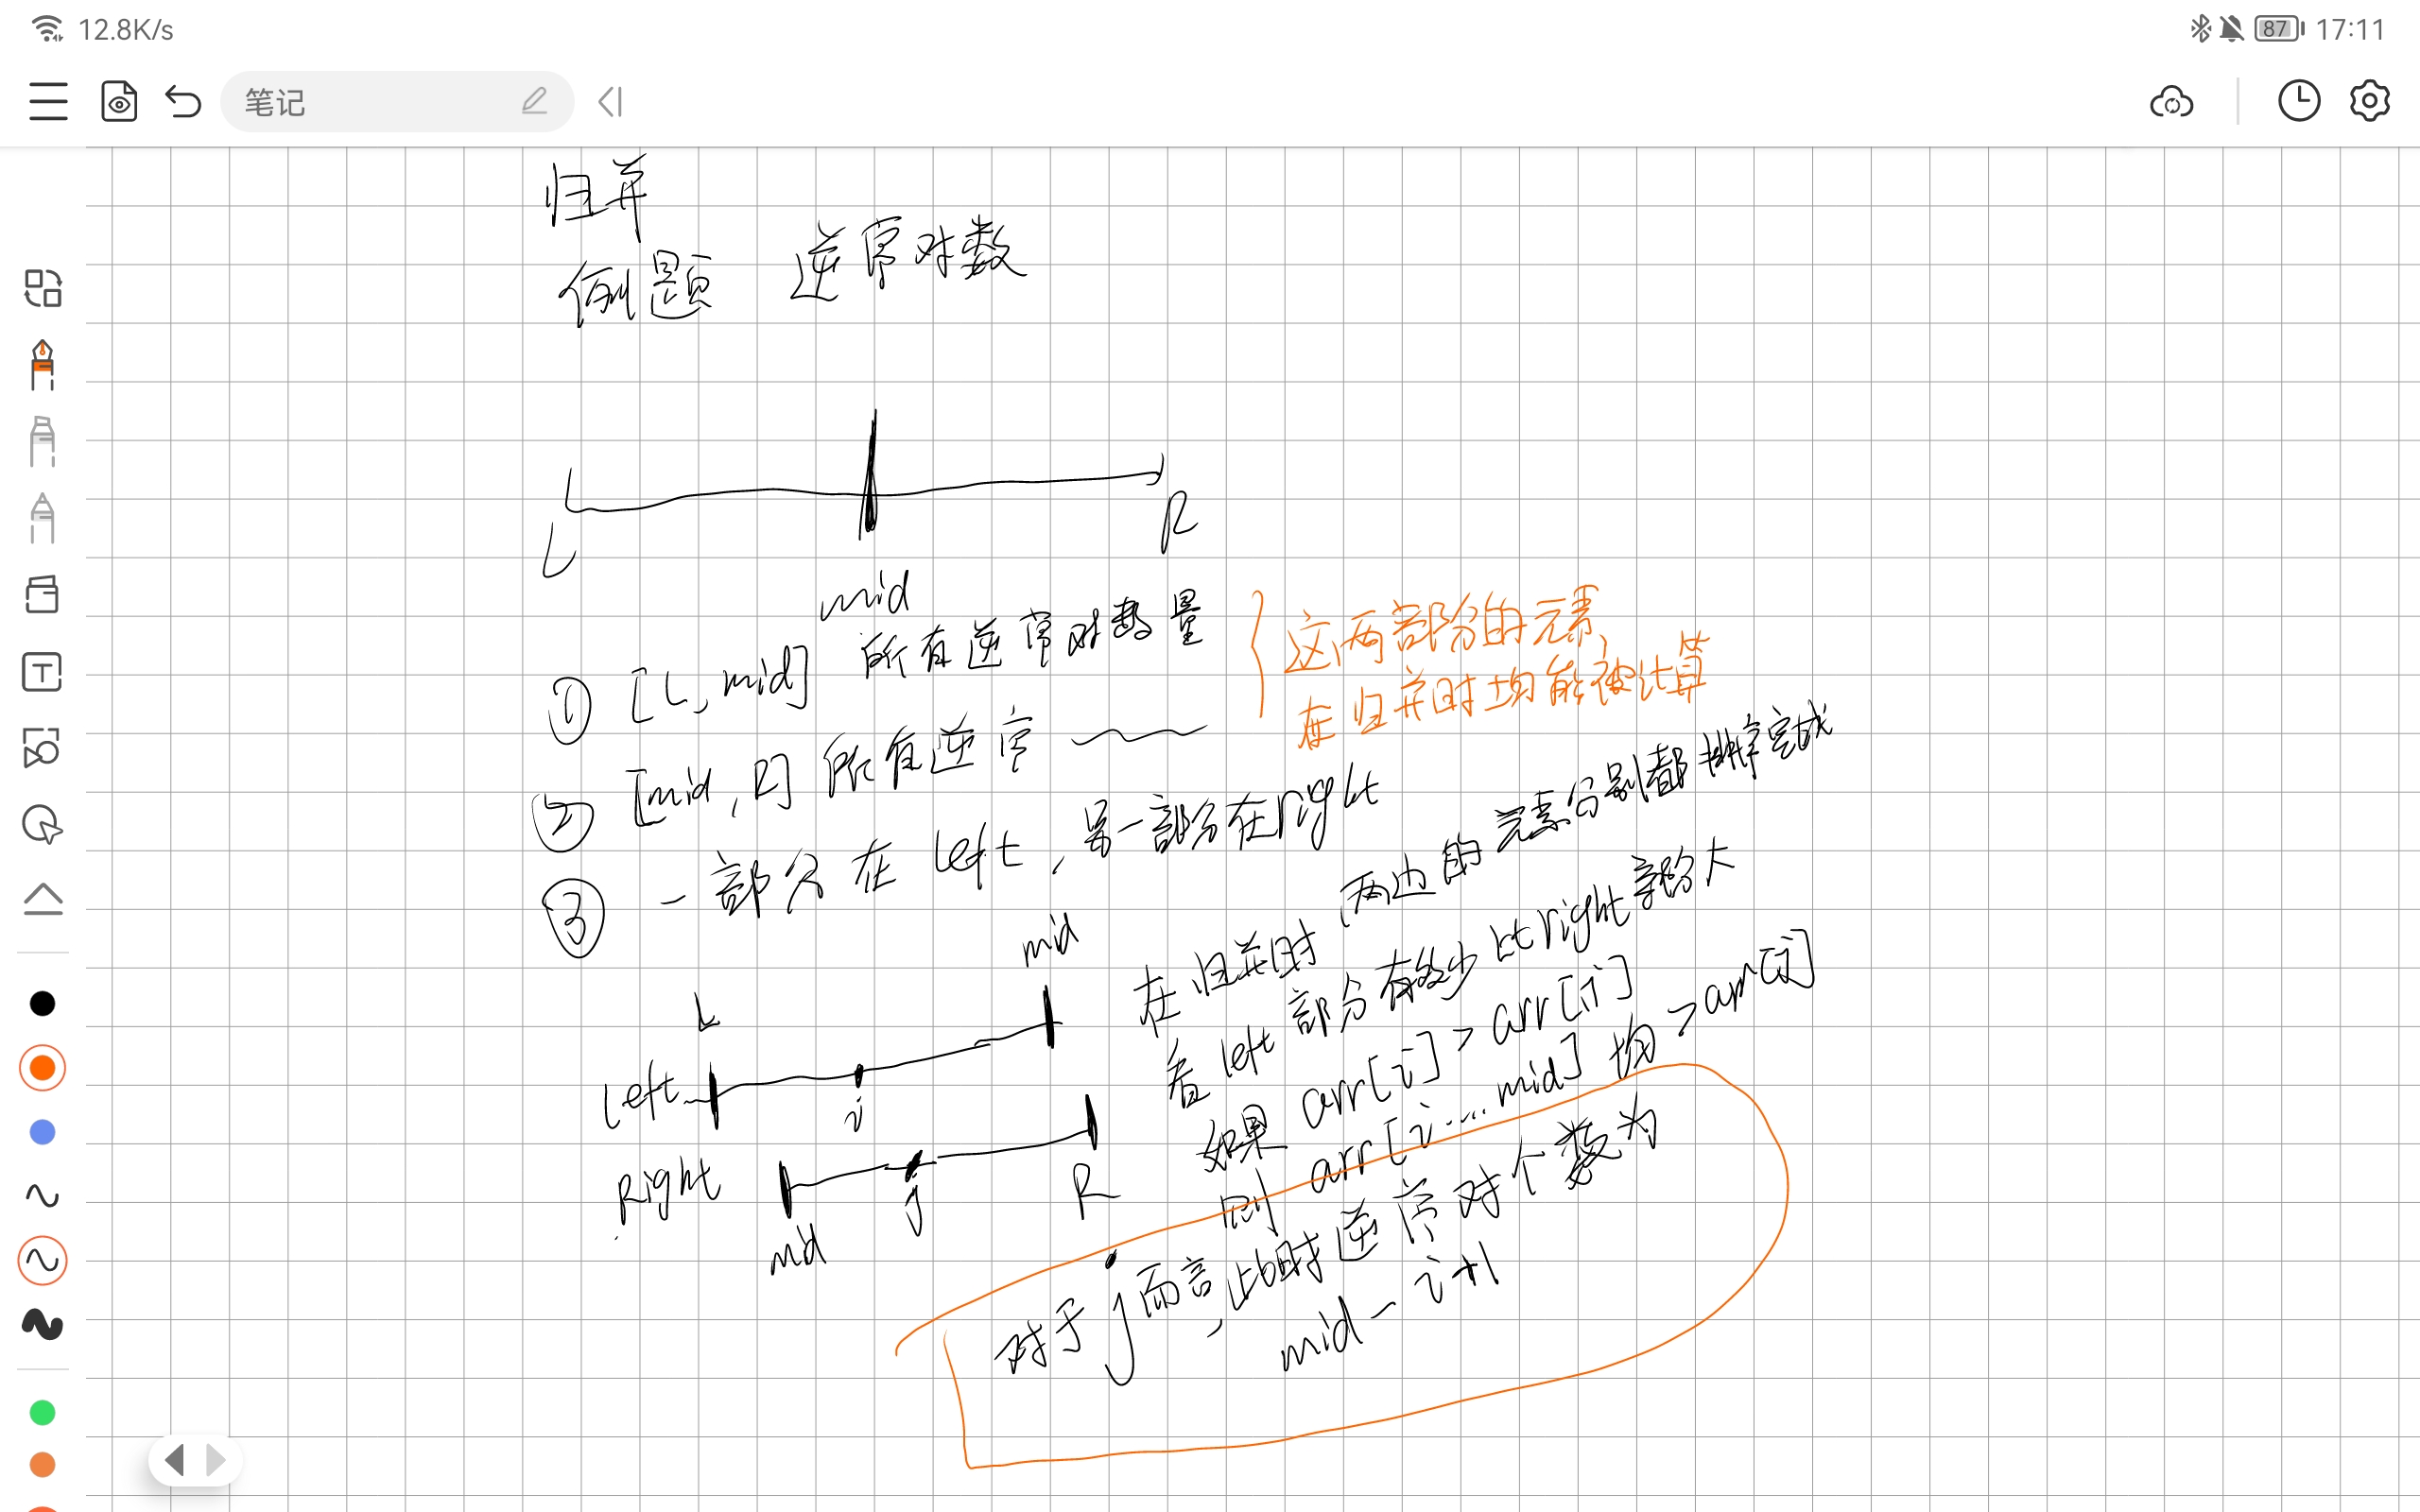 12.8K/s
87 17:11
笔记
归并
例题 逆序对数
L R
mid
① [L, mid] 所有逆序对数量
这两部分的元素,
在归并时均能被计算
② [mid, R] 所有逆序
③ 一部分在 left, 另一部分在 right
在归并时,两边的元素分别都排序完成
看 left 部分有多少比 right 部分大
如果 arr[i] > arr[j]
则 arr[i....mid] 均 > arr[j]
L mid
Left
i
Right
mid j R
对于 j 而言, 此时逆序对个数为
mid - i+1